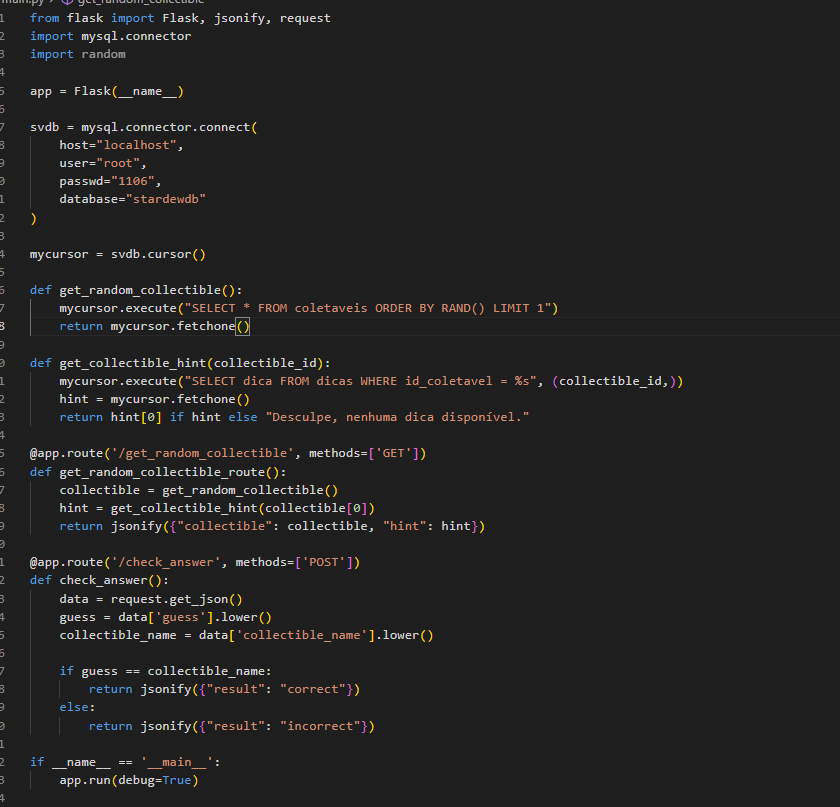 main.py > get_random_collectible
1 from flask import Flask, jsonify, request
2 import mysql.connector
3 import random
4
5 app = Flask(__name__)
6
7 svdb = mysql.connector.connect(
8     host="localhost",
9     user="root",
0     passwd="1106",
1     database="stardewdb"
2 )
3
4 mycursor = svdb.cursor()
5
6 def get_random_collectible():
7     mycursor.execute("SELECT * FROM coletaveis ORDER BY RAND() LIMIT 1")
8     return mycursor.fetchone()
9
0 def get_collectible_hint(collectible_id):
1     mycursor.execute("SELECT dica FROM dicas WHERE id_coletavel = %s", (collectible_id,))
2     hint = mycursor.fetchone()
3     return hint[0] if hint else "Desculpe, nenhuma dica disponível."
4
5 @app.route('/get_random_collectible', methods=['GET'])
6 def get_random_collectible_route():
7     collectible = get_random_collectible()
8     hint = get_collectible_hint(collectible[0])
9     return jsonify({"collectible": collectible, "hint": hint})
0
1 @app.route('/check_answer', methods=['POST'])
2 def check_answer():
3     data = request.get_json()
4     guess = data['guess'].lower()
5     collectible_name = data['collectible_name'].lower()
6
7     if guess == collectible_name:
8         return jsonify({"result": "correct"})
9     else:
0         return jsonify({"result": "incorrect"})
1
2 if __name__ == '__main__':
3     app.run(debug=True)
4